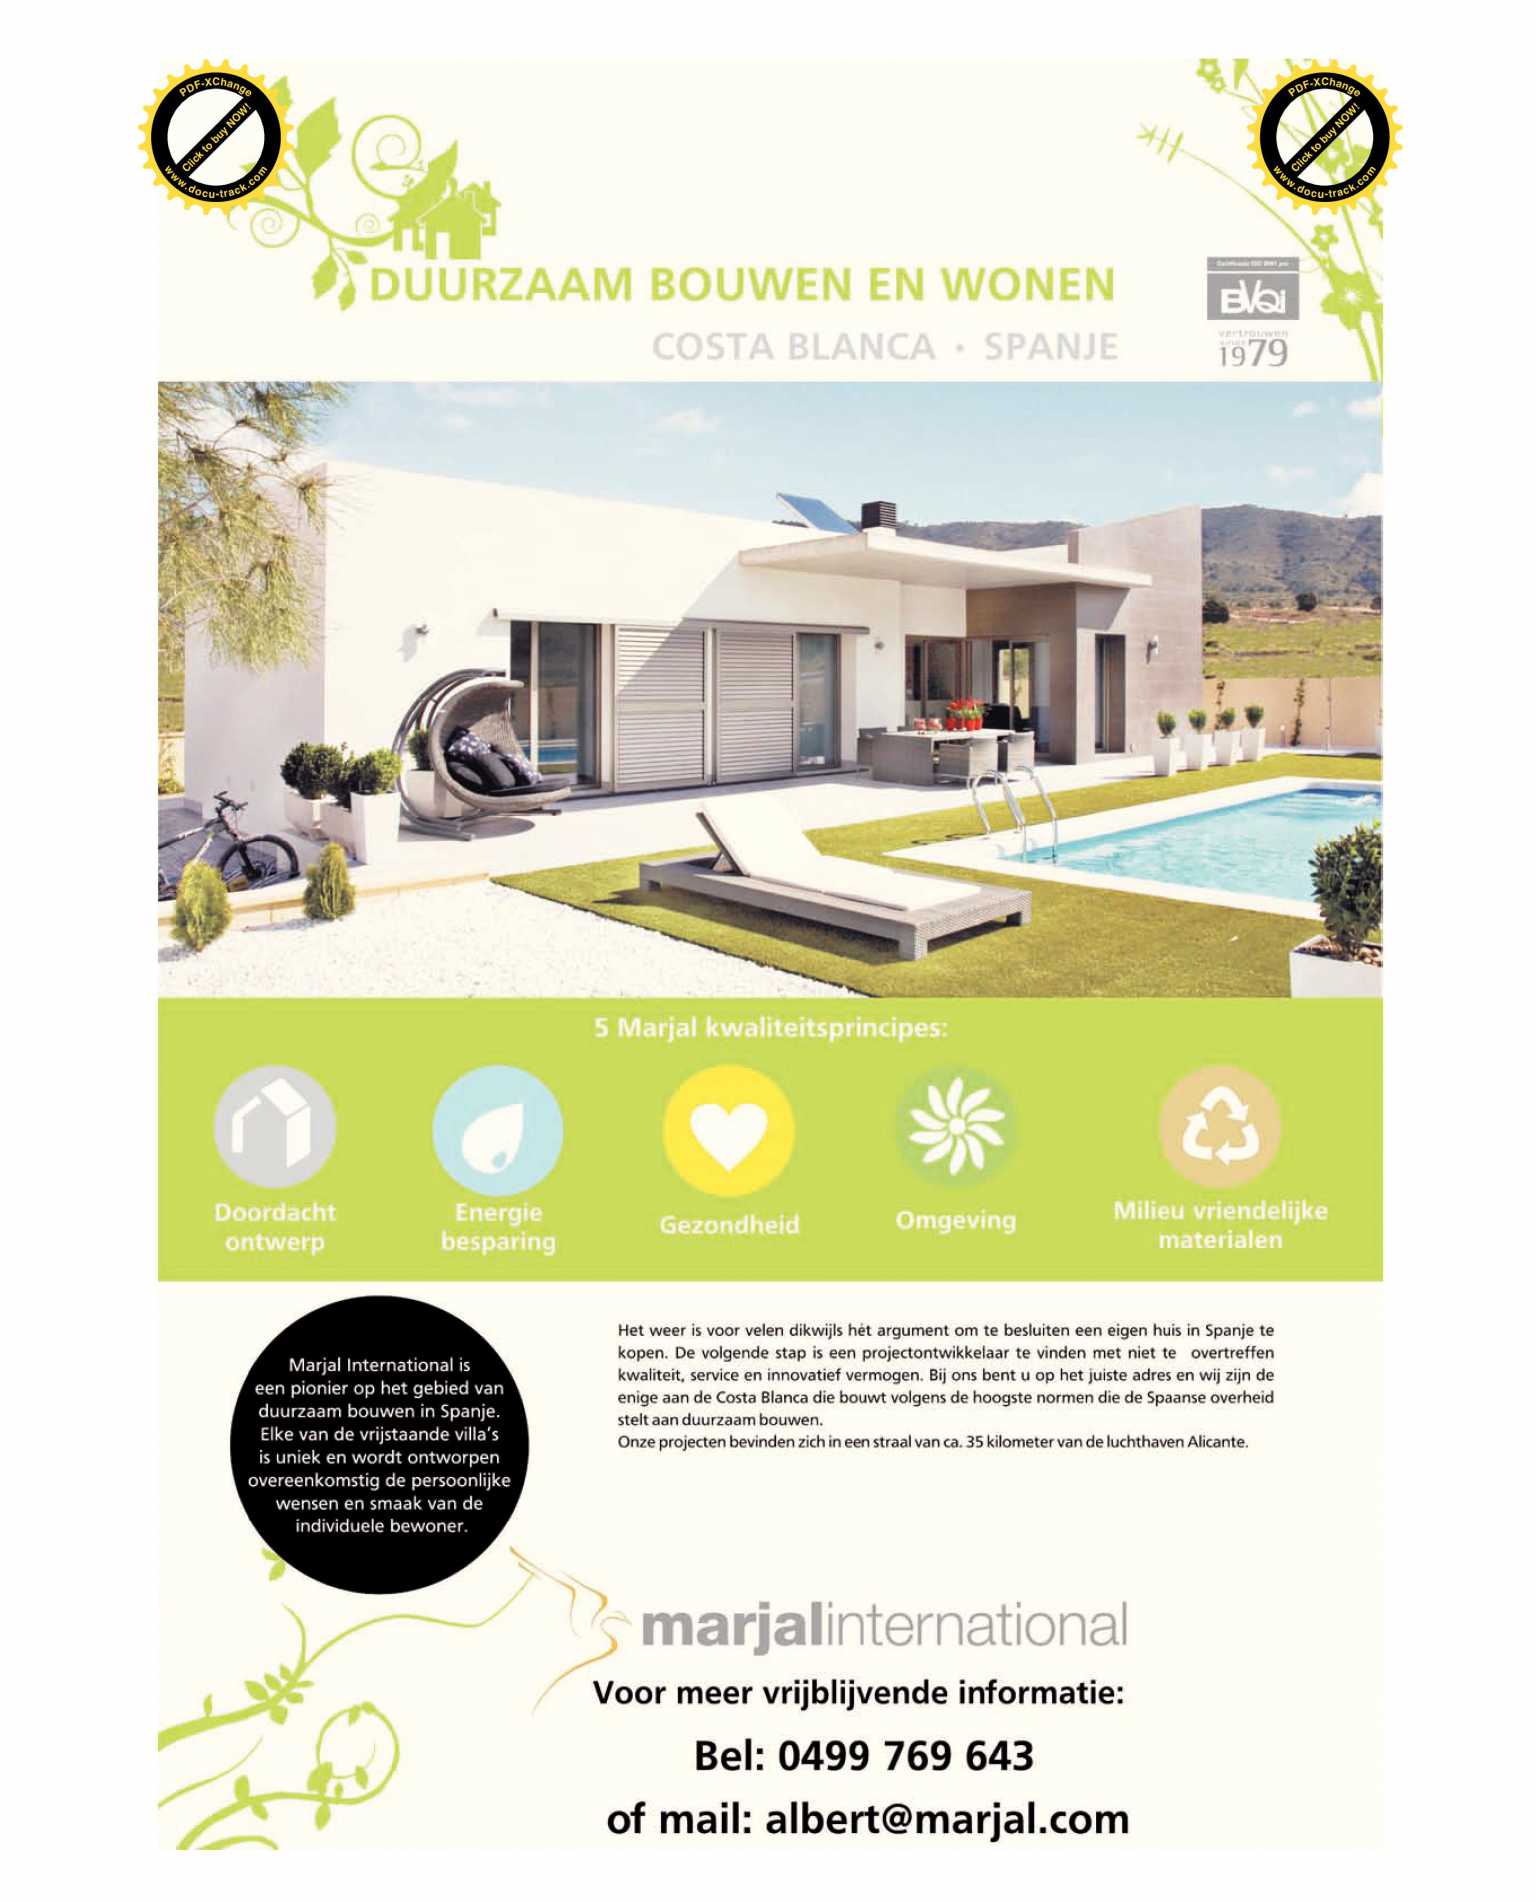 PDF-XChange
Click to buy NOW!
www.docu-track.com
PDF-XChange
Click to buy NOW!
www.docu-track.com
DUURZAAM BOUWEN EN WONEN
COSTA BLANCA • SPANJE
BVQi
vertrouwen
sinds
1979
5 Marjal kwaliteitsprincipes:
Doordacht
ontwerp
Energie
besparing
Gezondheid
Omgeving
Milieu vriendelijke
materialen
Marjal International is
een pionier op het gebied van
duurzaam bouwen in Spanje.
Elke van de vrijstaande villa's
is uniek en wordt ontworpen
overeenkomstig de persoonlijke
wensen en smaak van de
individuele bewoner.
Het weer is voor velen dikwijls hét argument om te besluiten een eigen huis in Spanje te
kopen. De volgende stap is een projectontwikkelaar te vinden met niet te overtreffen
kwaliteit, service en innovatief vermogen. Bij ons bent u op het juiste adres en wij zijn de
enige aan de Costa Blanca die bouwt volgens de hoogste normen die de Spaanse overheid
stelt aan duurzaam bouwen.
Onze projecten bevinden zich in een straal van ca. 35 kilometer van de luchthaven Alicante.
marjalinternational
Voor meer vrijblijvende informatie:
Bel: 0499 769 643
of mail: albert@marjal.com